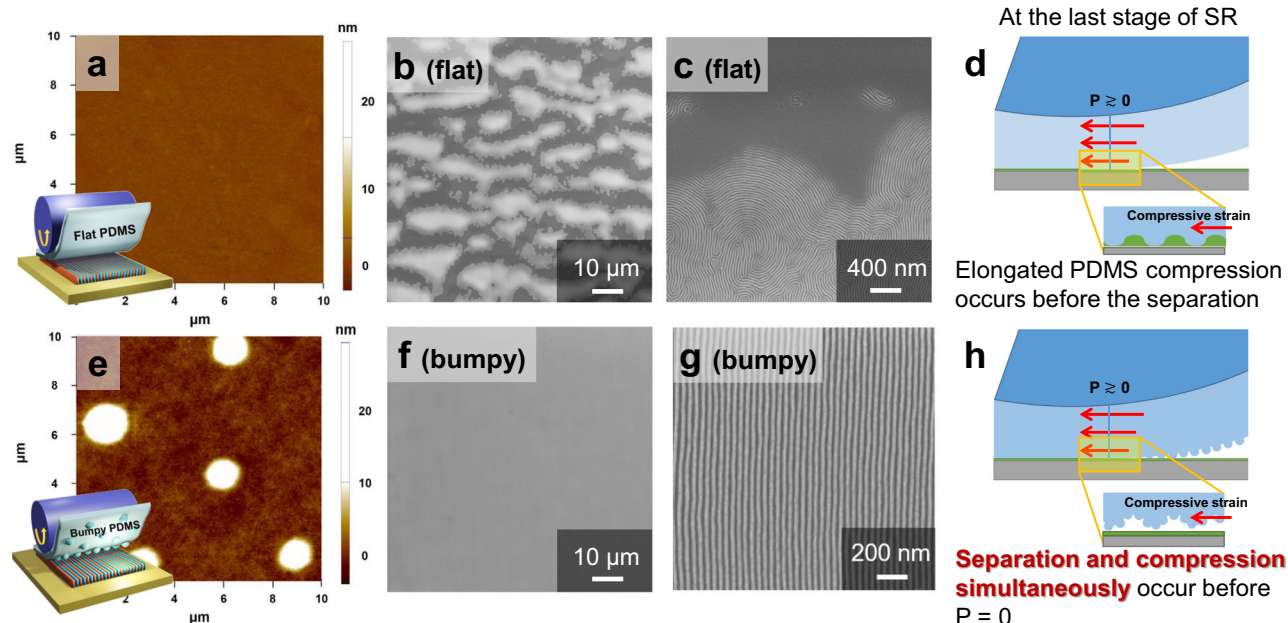 a
nm
20
10
0
10
8
6
4
μm
2
4
6
8
10
μm
Flat PDMS
b (flat)
10 μm
c (flat)
400 nm
At the last stage of SR
d
P ≳ 0
Compressive strain
Elongated PDMS compression
occurs before the separation
e
nm
20
10
0
10
8
6
4
μm
2
4
6
8
10
μm
Bumpy PDMS
f (bumpy)
10 μm
g (bumpy)
200 nm
h
P ≳ 0
Compressive strain
Separation and compression
simultaneously occur before
P = 0